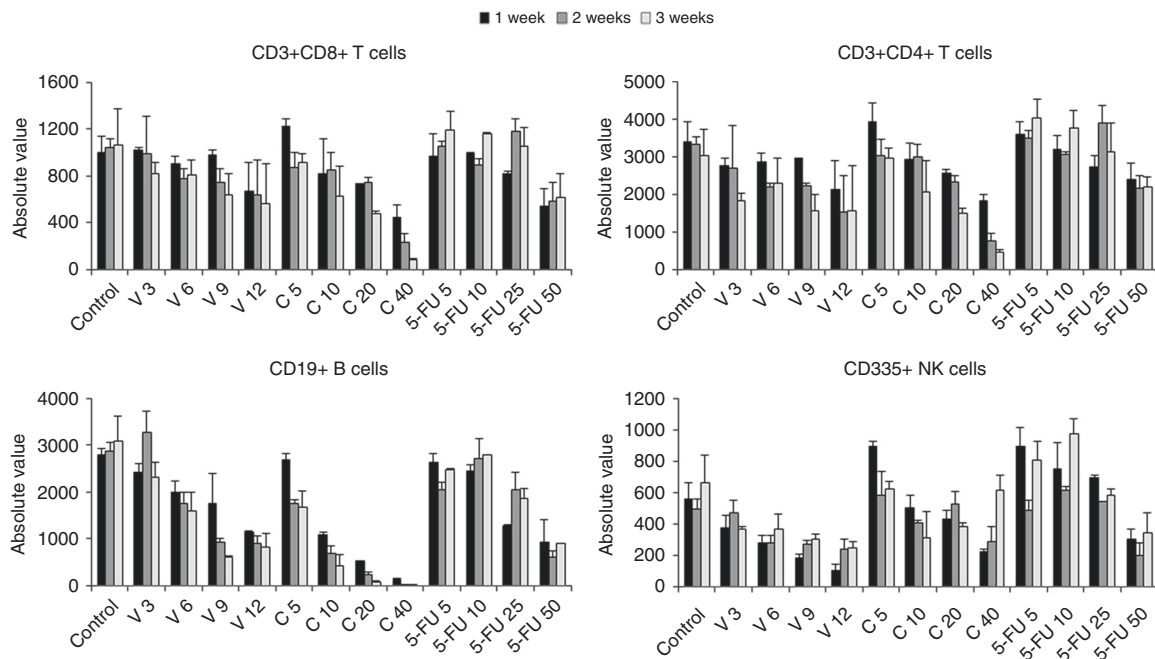 1 week 2 weeks 3 weeks
CD3+CD8+ T cells
Absolute value
1600
1200
800
400
0
Control V 3 V 6 V 9 V 12 C 5 C 10 C 20 C 40 5-FU 5 5-FU 10 5-FU 25 5-FU 50
CD3+CD4+ T cells
Absolute value
5000
4000
3000
2000
1000
0
Control V 3 V 6 V 9 V 12 C 5 C 10 C 20 C 40 5-FU 5 5-FU 10 5-FU 25 5-FU 50
CD19+ B cells
Absolute value
4000
3000
2000
1000
0
Control V 3 V 6 V 9 V 12 C 5 C 10 C 20 C 40 5-FU 5 5-FU 10 5-FU 25 5-FU 50
CD335+ NK cells
Absolute value
1200
1000
800
600
400
200
0
Control V 3 V 6 V 9 V 12 C 5 C 10 C 20 C 40 5-FU 5 5-FU 10 5-FU 25 5-FU 50